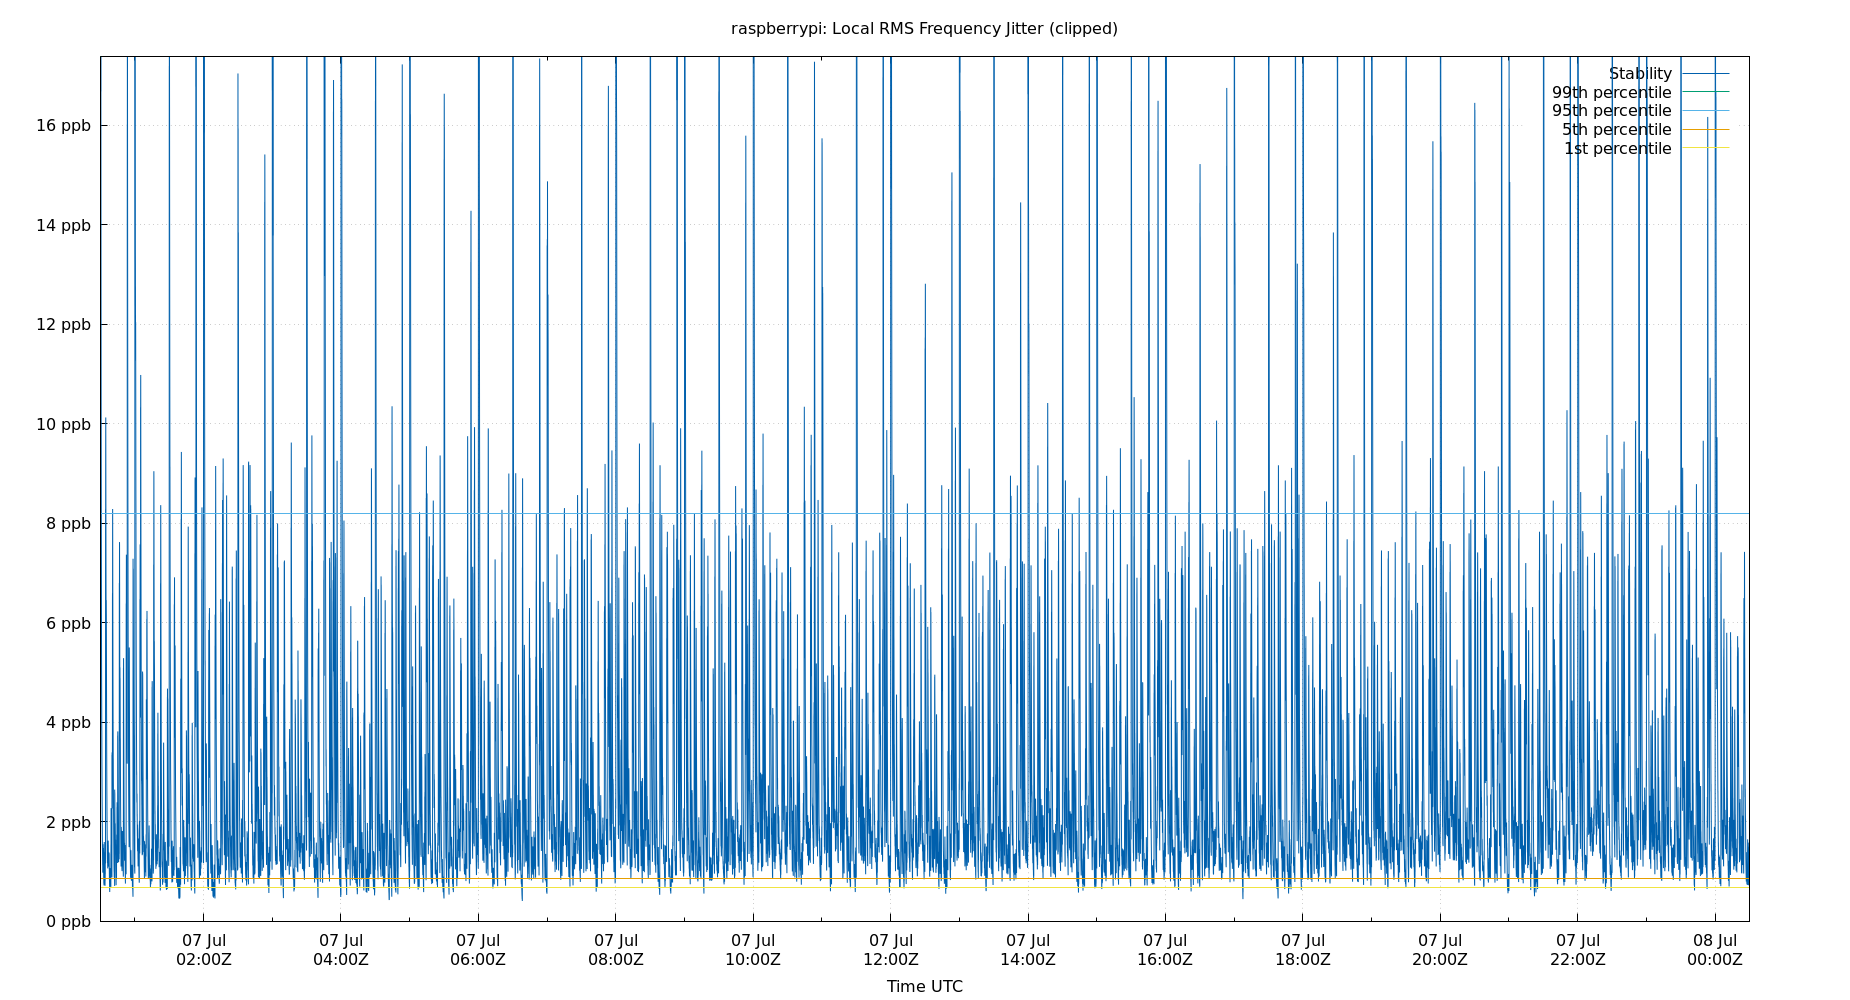 raspberrypi: Local RMS Frequency Jitter (clipped)
Stability
99th percentile
95th percentile
5th percentile
1st percentile
16 ppb
14 ppb
12 ppb
10 ppb
8 ppb
6 ppb
4 ppb
2 ppb
0 ppb
07 Jul 07 Jul 07 Jul 07 Jul 07 Jul 07 Jul 07 Jul 07 Jul 07 Jul 07 Jul 07 Jul 08 Jul
02:00Z 04:00Z 06:00Z 08:00Z 10:00Z 12:00Z 14:00Z 16:00Z 18:00Z 20:00Z 22:00Z 00:00Z
Time UTC